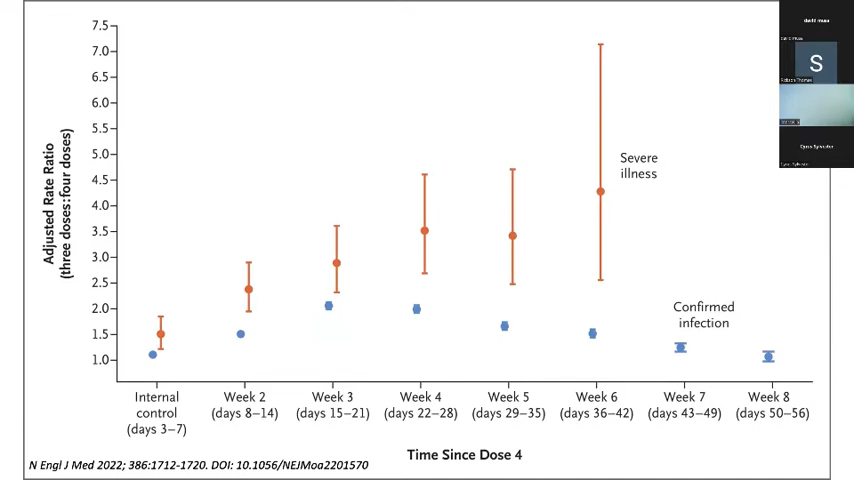 7.5
7.0
6.5
6.0
5.5
5.0
4.5
4.0
3.5
3.0
2.5
2.0
1.5
1.0
Adjusted Rate Ratio
(three doses:four doses)
Severe
illness
Confirmed
infection
Internal
control
(days 3–7)
Week 2
(days 8–14)
Week 3
(days 15–21)
Week 4
(days 22–28)
Week 5
(days 29–35)
Week 6
(days 36–42)
Week 7
(days 43–49)
Week 8
(days 50–56)
Time Since Dose 4
N Engl J Med 2022; 386:1712-1720. DOI: 10.1056/NEJMoa2201570
S
Cyrus Sylvester